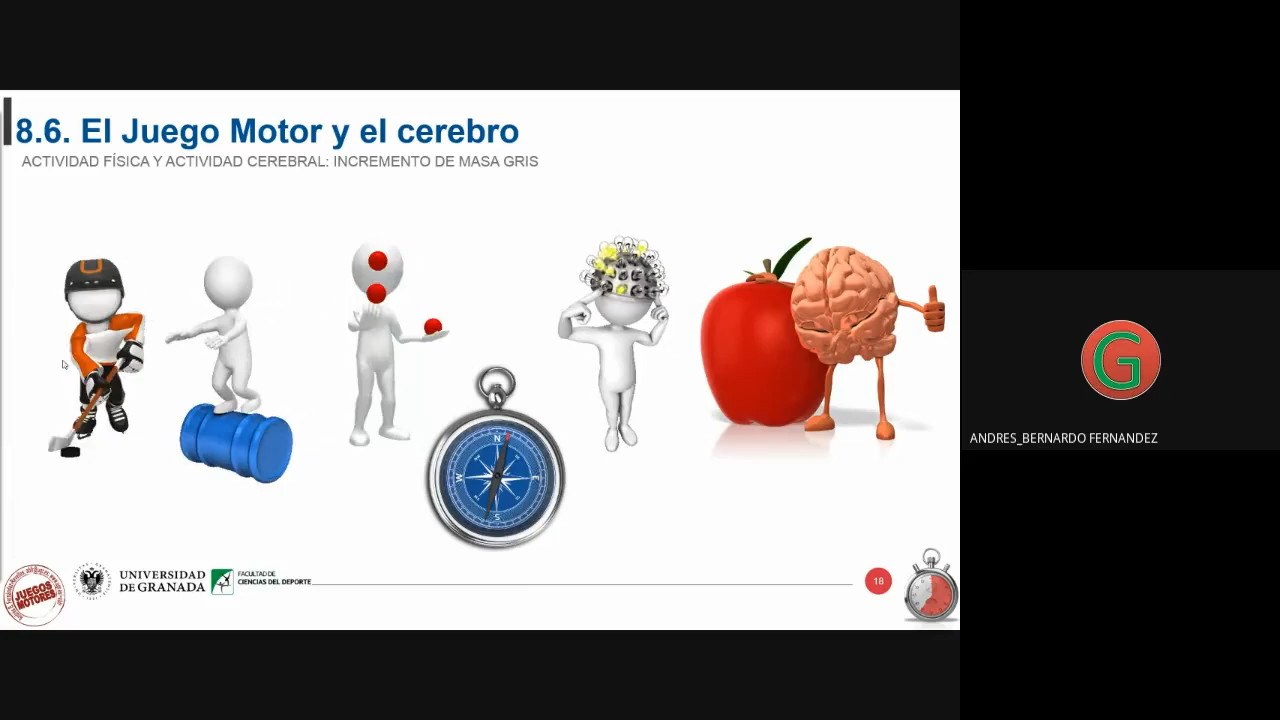 8.6. El Juego Motor y el cerebro
ACTIVIDAD FÍSICA Y ACTIVIDAD CEREBRAL: INCREMENTO DE MASA GRIS
N
E
S
W
JUEGOS
MOTORES
UNIVERSIDAD
DE GRANADA
FACULTAD DE
CIENCIAS DEL DEPORTE
18
G
ANDRES_BERNARDO FERNANDEZ